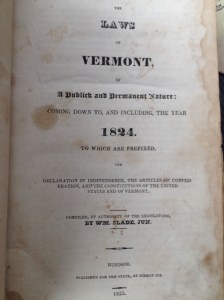 THE
LAWS
OF
VERMONT,
OF
A Publick and Permanent Nature:
COMING DOWN TO, AND INCLUDING, THE YEAR
1824.
TO WHICH ARE PREFIXED,
THE
DECLARATION OF INDEPENDENCE, THE ARTICLES OF CONFED
ERATION, AND THE CONSTITUTIONS OF THE UNITED
STATES AND OF VERMONT.
COMPILED, BY AUTHORITY OF THE LEGISLATURE,
BY WM. SLADE, JUN.
WINDSOR:
PUBLISHED FOR THE STATE, BY
1825.